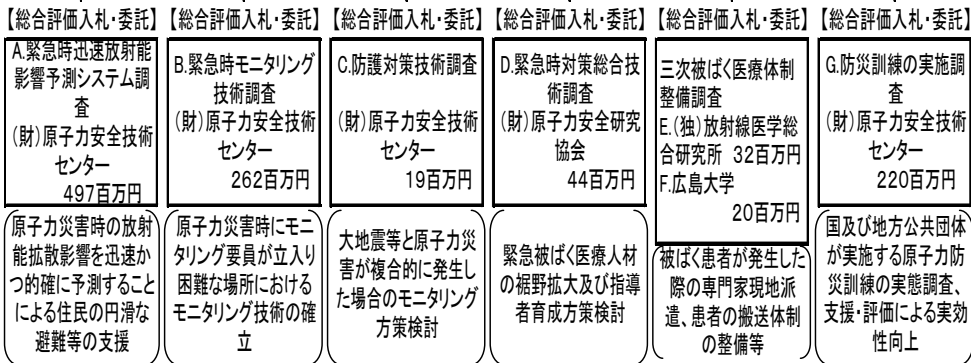 【総合評価入札・委託】
【総合評価入札・委託】
【総合評価入札・委託】
【総合評価入札・委託】
【総合評価入札・委託】
【総合評価入札・委託】
A.緊急時迅速放射能
影響予測システム調
査
(財)原子力安全技術
センター
497百万円
B.緊急時モニタリング
技術調査
(財)原子力安全技術
センター
262百万円
C.防護対策技術調査
(財)原子力安全技術
センター
19百万円
D.緊急時対策総合技
術調査
(財)原子力安全研究
協会
44百万円
三次被ばく医療体制
整備調査
E.(独)放射線医学総
合研究所 32百万円
F.広島大学
20百万円
G.防災訓練の実施調
査
(財)原子力安全技術
センター
220百万円
原子力災害時の放射
能拡散影響を迅速か
つ的確に予測すること
による住民の円滑な
避難等の支援
原子力災害時にモニ
タリング要員が立入り
困難な場所における
モニタリング技術の確
立
大地震等と原子力災
害が複合的に発生し
た場合のモニタリング
方策検討
緊急被ばく医療人材
の裾野拡大及び指導
者育成方策検討
被ばく患者が発生した
際の専門家現地派
遣、患者の搬送体制
の整備等
国及び地方公共団体
が実施する原子力防
災訓練の実態調査、
支援・評価による実効
性向上